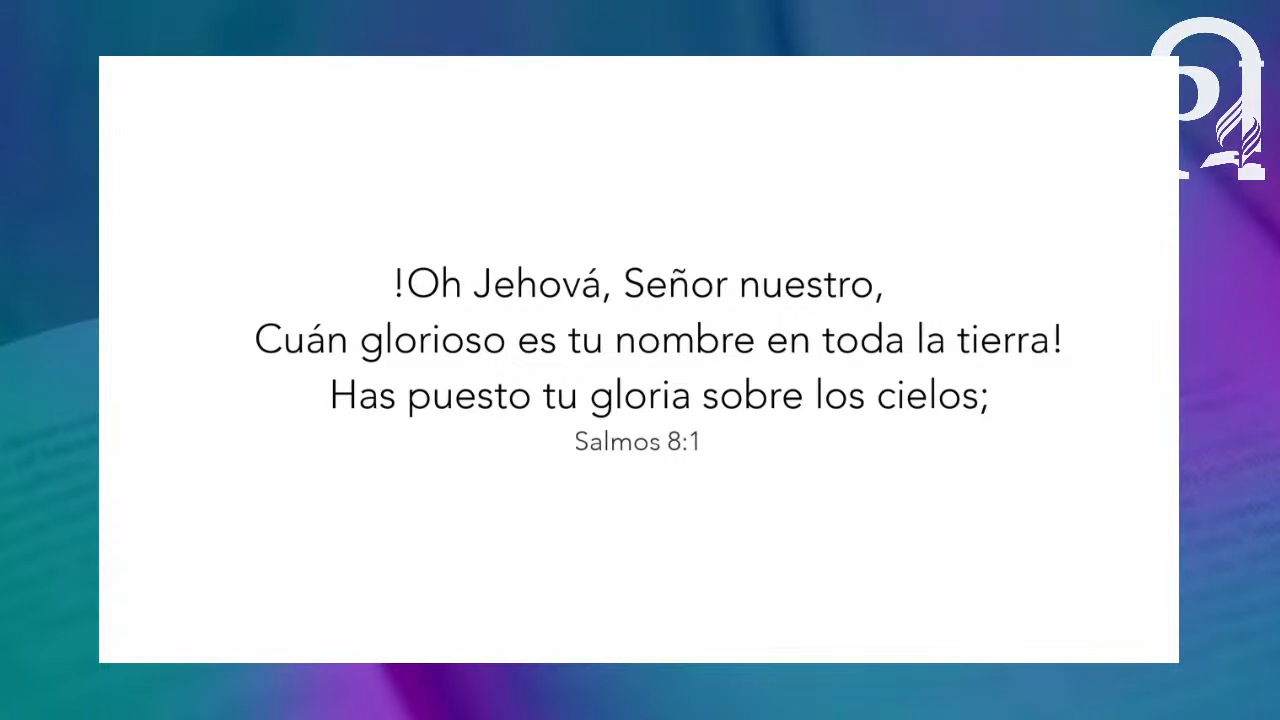 !Oh Jehová, Señor nuestro,
Cuán glorioso es tu nombre en toda la tierra!
Has puesto tu gloria sobre los cielos;
Salmos 8:1